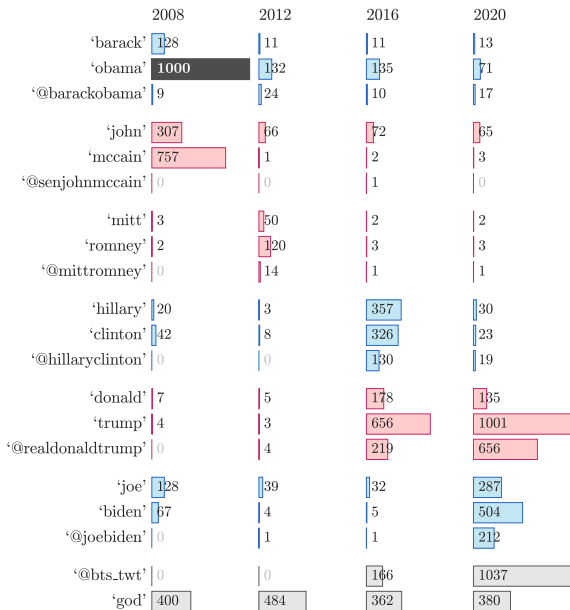 2008 2012 2016 2020
‘barack’ 128 11 11 13
‘obama’ 1000 132 135 71
‘@barackobama’ 9 24 10 17
‘john’ 307 66 72 65
‘mccain’ 757 1 2 3
‘@senjohnmccain’ 0 0 1 0
‘mitt’ 3 50 2 2
‘romney’ 2 120 3 3
‘@mittromney’ 0 14 1 1
‘hillary’ 20 3 357 30
‘clinton’ 42 8 326 23
‘@hillaryclinton’ 0 0 130 19
‘donald’ 7 5 178 135
‘trump’ 4 3 656 1001
‘@realdonaldtrump’ 0 4 219 656
‘joe’ 128 39 32 287
‘biden’ 67 4 5 504
‘@joebiden’ 0 1 1 212
‘@bts_twt’ 0 0 166 1037
‘god’ 400 484 362 380